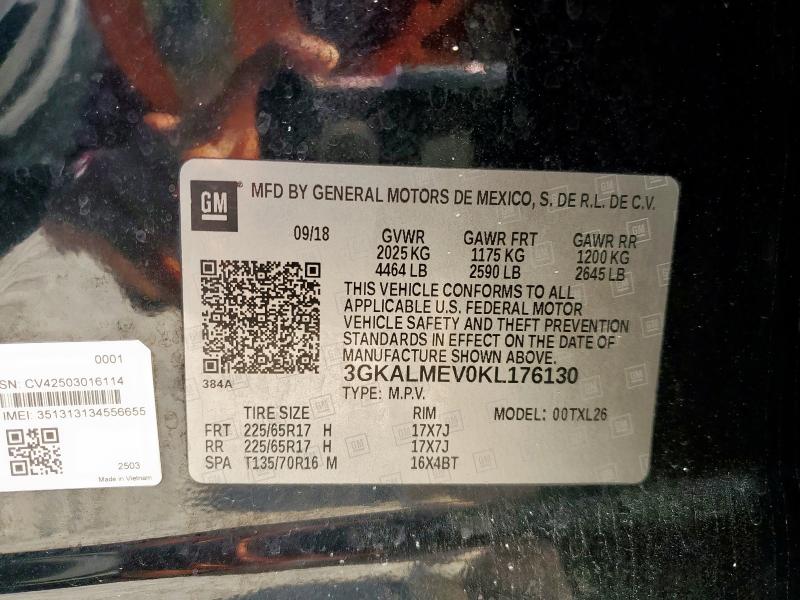 GM
MFD BY GENERAL MOTORS DE MEXICO, S. DE R.L. DE C.V.
09/18 GVWR GAWR FRT GAWR RR
2025 KG 1175 KG 1200 KG
4464 LB 2590 LB 2645 LB
THIS VEHICLE CONFORMS TO ALL
APPLICABLE U.S. FEDERAL MOTOR
VEHICLE SAFETY AND THEFT PREVENTION
STANDARDS IN EFFECT ON THE DATE OF
MANUFACTURE SHOWN ABOVE.
384A
3GKALMEV0KL176130
TYPE: M.P.V.
TIRE SIZE RIM MODEL: 00TXL26
FRT 225/65R17 H 17X7J
RR 225/65R17 H 17X7J
SPA T135/70R16 M 16X4BT
0001
SN: CV42503016114
IMEI: 351313134556655
2503
Made in Vietnam